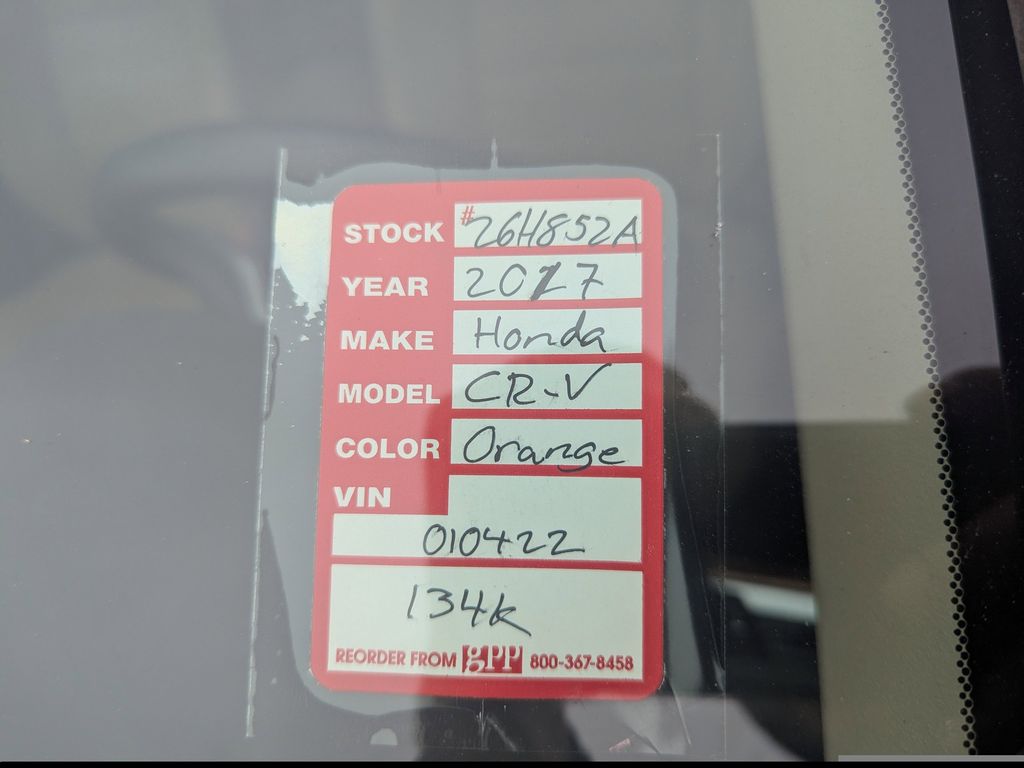 STOCK #26H852A
YEAR 2017
MAKE Honda
MODEL CR-V
COLOR Orange
VIN
010422
134k
REORDER FROM gPP 800-367-8458